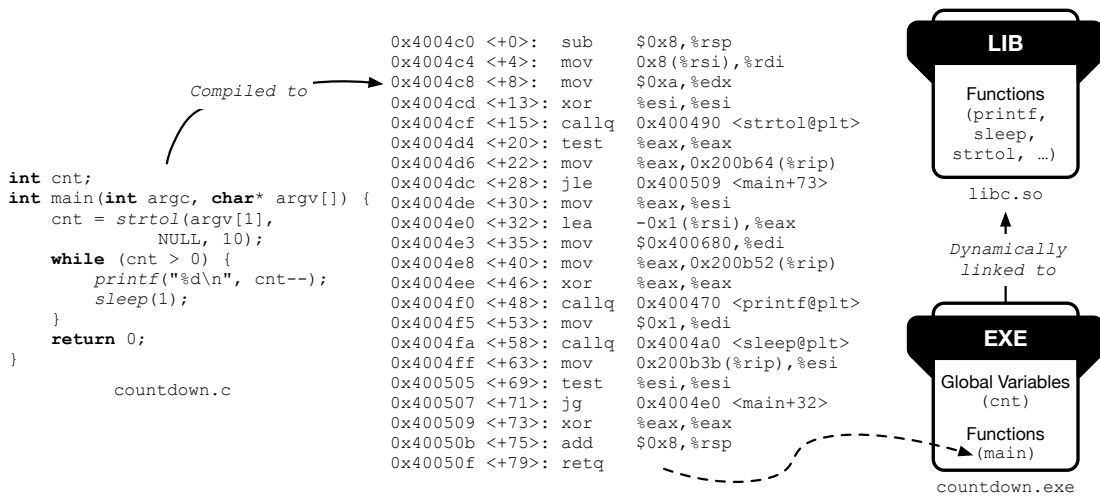 Compiled to
int cnt;
int main(int argc, char* argv[]) {
    cnt = strtol(argv[1],
               NULL, 10);
    while (cnt > 0) {
        printf("%d\n", cnt--);
        sleep(1);
    }
    return 0;
}
countdown.c
0x4004c0 <+0>:  sub    $0x8,%rsp
0x4004c4 <+4>:  mov    0x8(%rsi),%rdi
0x4004c8 <+8>:  mov    $0xa,%edx
0x4004cd <+13>: xor    %esi,%esi
0x4004cf <+15>: callq  0x400490 <strtol@plt>
0x4004d4 <+20>: test   %eax,%eax
0x4004d6 <+22>: mov    %eax,0x200b64(%rip)
0x4004dc <+28>: jle    0x400509 <main+73>
0x4004de <+30>: mov    %eax,%esi
0x4004e0 <+32>: lea    -0x1(%rsi),%eax
0x4004e3 <+35>: mov    $0x400680,%edi
0x4004e8 <+40>: mov    %eax,0x200b52(%rip)
0x4004ee <+46>: xor    %eax,%eax
0x4004f0 <+48>: callq  0x400470 <printf@plt>
0x4004f5 <+53>: mov    $0x1,%edi
0x4004fa <+58>: callq  0x4004a0 <sleep@plt>
0x4004ff <+63>: mov    0x200b3b(%rip),%esi
0x400505 <+69>: test   %esi,%esi
0x400507 <+71>: jg     0x4004e0 <main+32>
0x400509 <+73>: xor    %eax,%eax
0x40050b <+75>: add    $0x8,%rsp
0x40050f <+79>: retq
LIB
Functions
(printf,
sleep,
strtol, …)
libc.so
Dynamically
linked to
EXE
Global Variables
(cnt)
Functions
(main)
countdown.exe